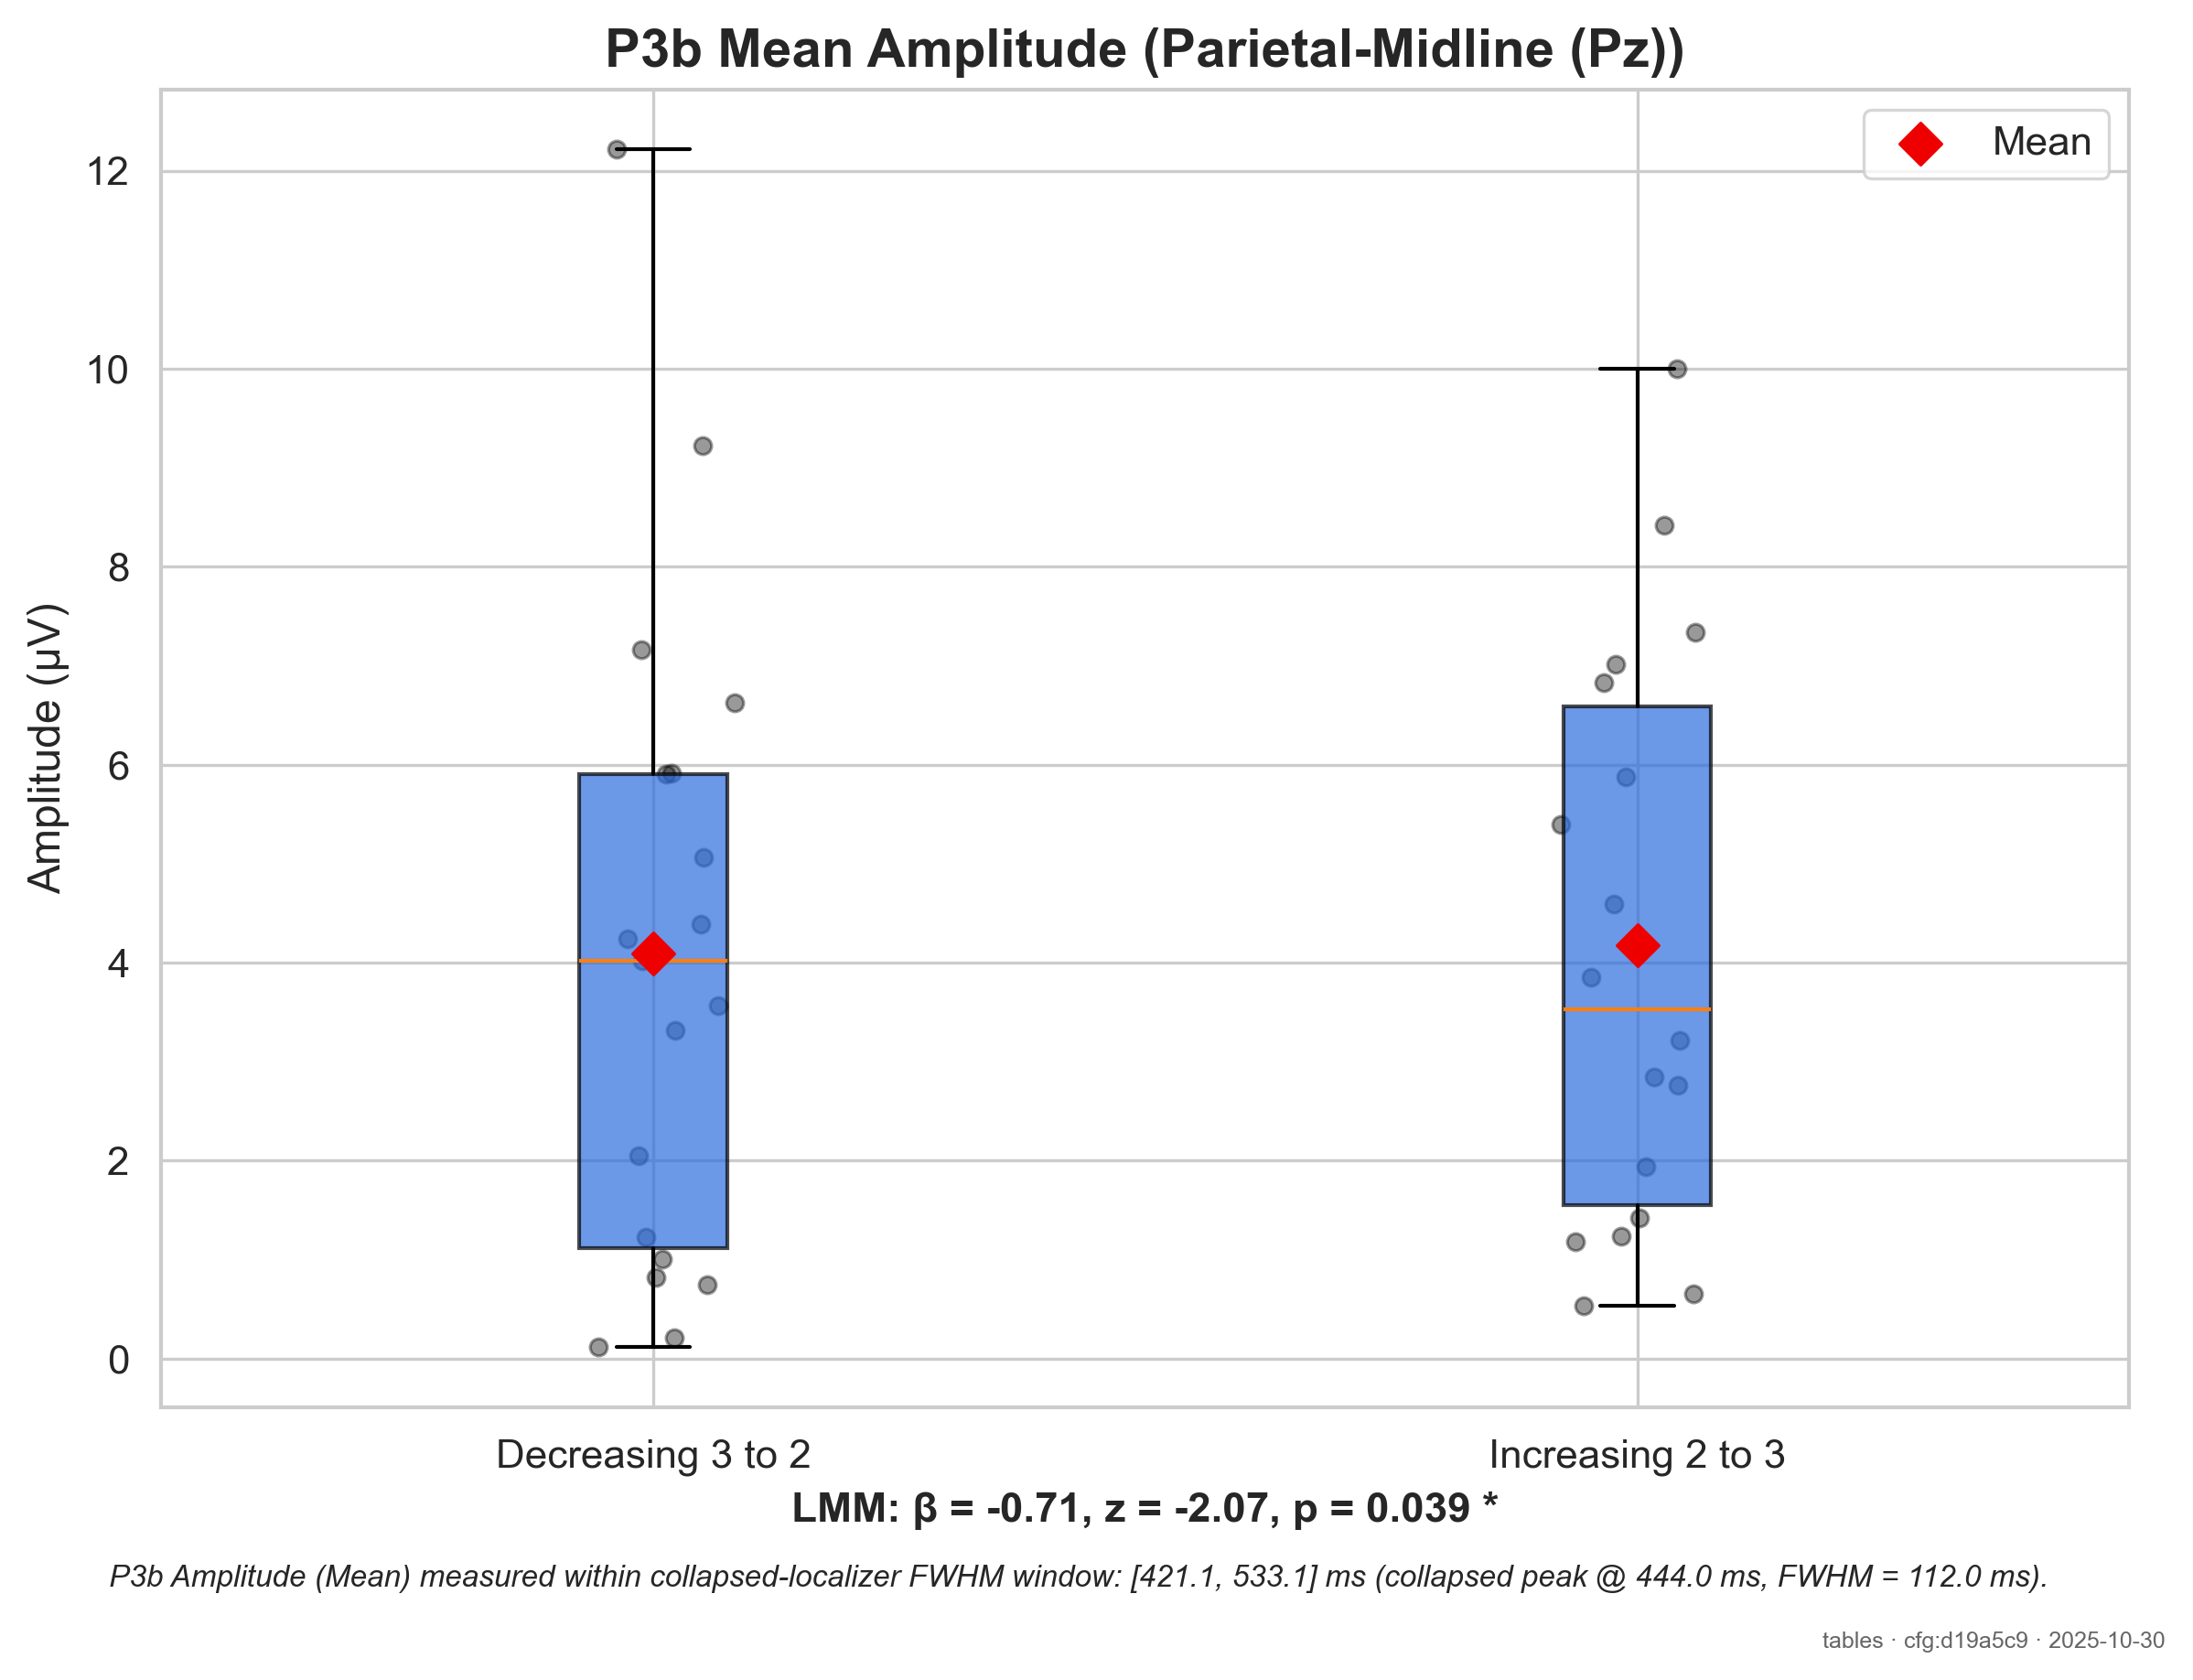 P3b Mean Amplitude (Parietal-Midline (Pz))
Mean
Amplitude (µV)
12
10
8
6
4
2
0
Decreasing 3 to 2
Increasing 2 to 3
LMM: β = -0.71, z = -2.07, p = 0.039 *
P3b Amplitude (Mean) measured within collapsed-localizer FWHM window: [421.1, 533.1] ms (collapsed peak @ 444.0 ms, FWHM = 112.0 ms).
tables · cfg:d19a5c9 · 2025-10-30